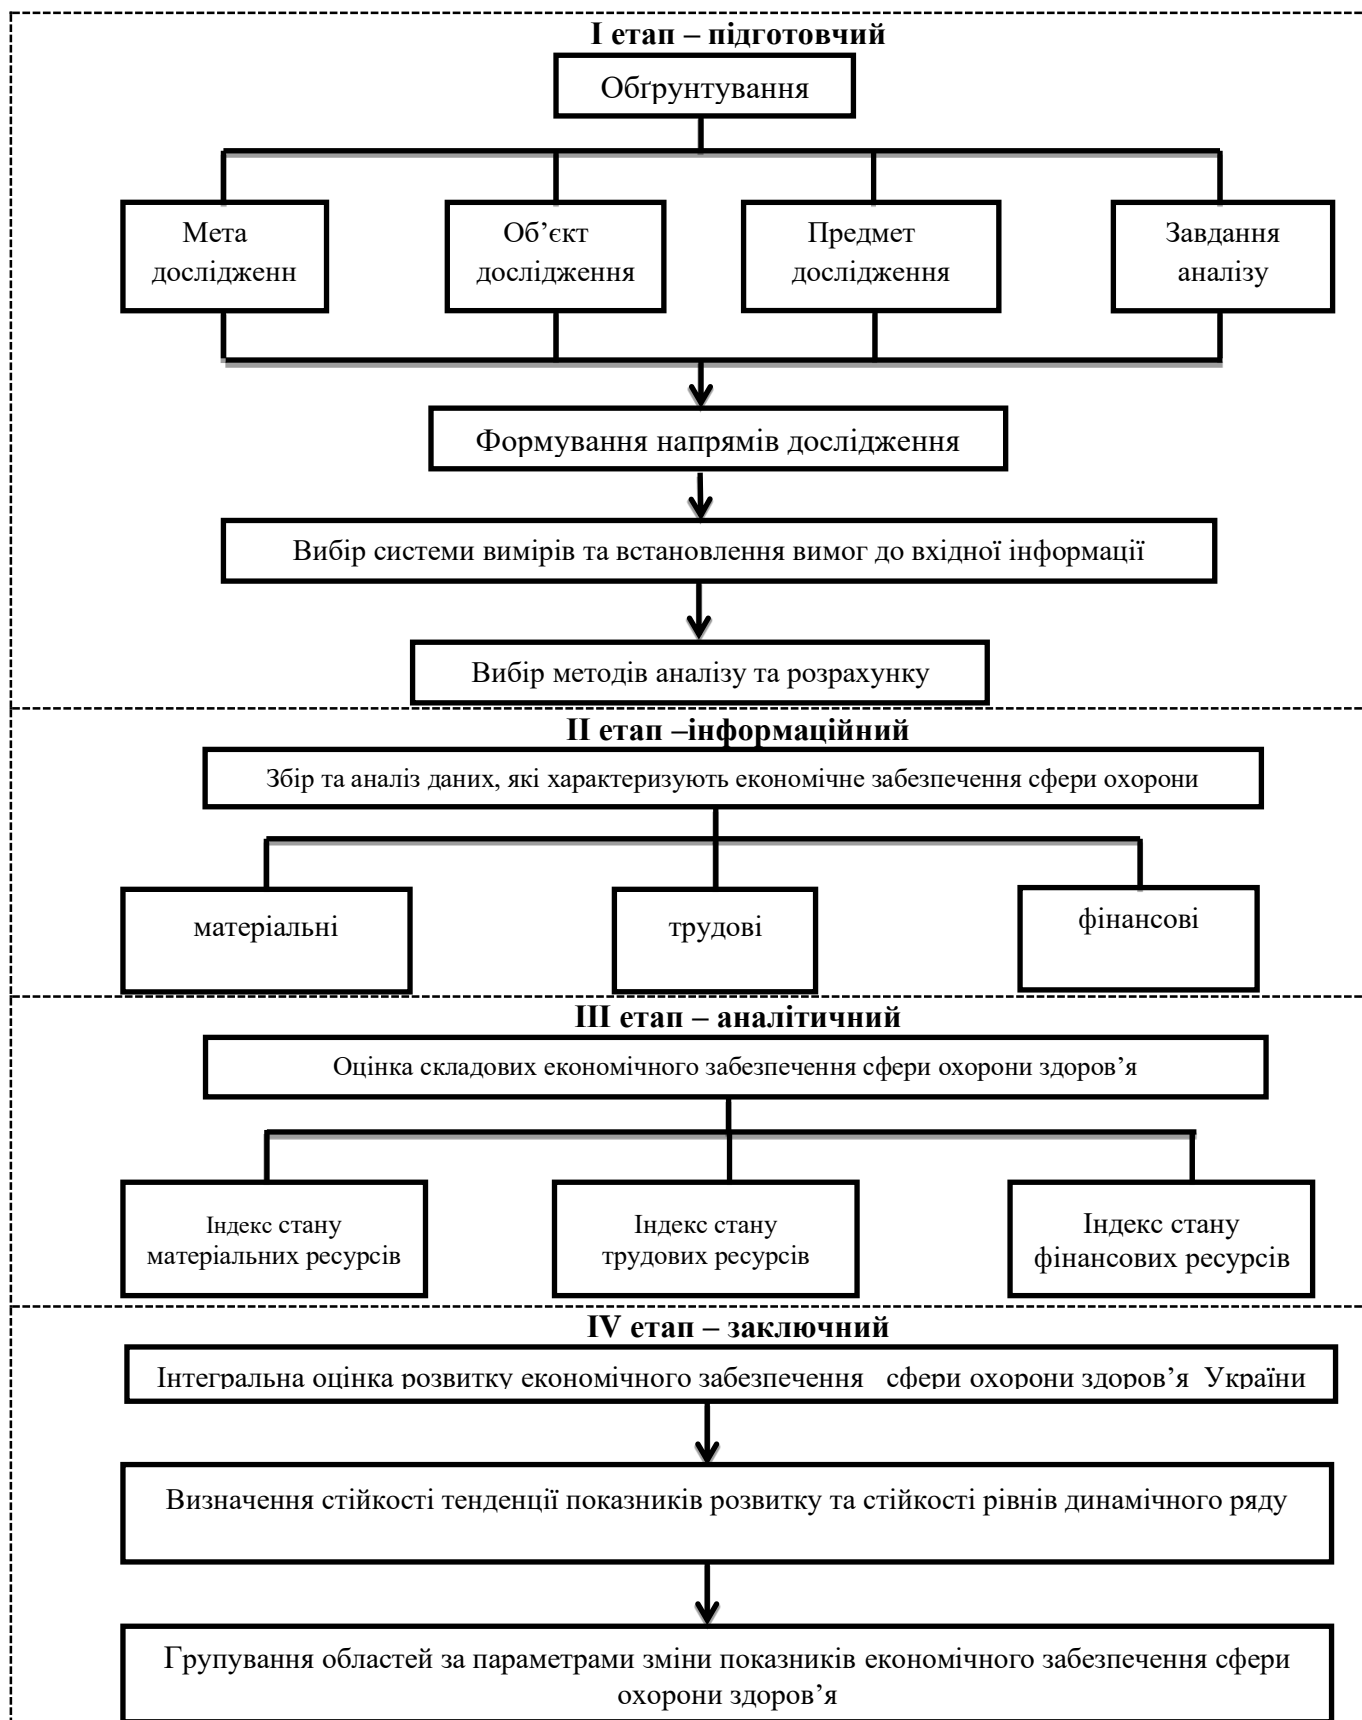 І етап – підготовчий
Обґрунтування
Мета
дослідженн
Об’єкт
дослідження
Предмет
дослідження
Завдання
аналізу
Формування напрямів дослідження
Вибір системи вимірів та встановлення вимог до вхідної інформації
Вибір методів аналізу та розрахунку
ІІ етап –інформаційний
Збір та аналіз даних, які характеризують економічне забезпечення сфери охорони
матеріальні
трудові
фінансові
ІІІ етап – аналітичний
Оцінка складових економічного забезпечення сфери охорони здоров’я
Індекс стану
матеріальних ресурсів
Індекс стану
трудових ресурсів
Індекс стану
фінансових ресурсів
IV етап – заключний
Інтегральна оцінка розвитку економічного забезпечення сфери охорони здоров’я України
Визначення стійкості тенденції показників розвитку та стійкості рівнів динамічного ряду
Групування областей за параметрами зміни показників економічного забезпечення сфери
охорони здоров’я